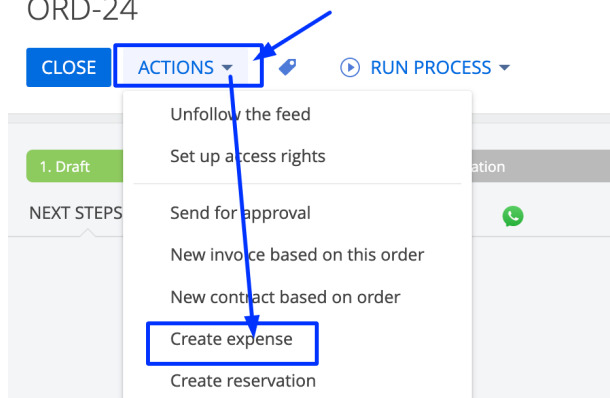 ORD-24
CLOSE ACTIONS RUN PROCESS
Unfollow the feed
1. Draft
Set up access rights
ation
NEXT STEPS
Send for approval
New invoice based on this order
New contract based on order
Create expense
Create reservation